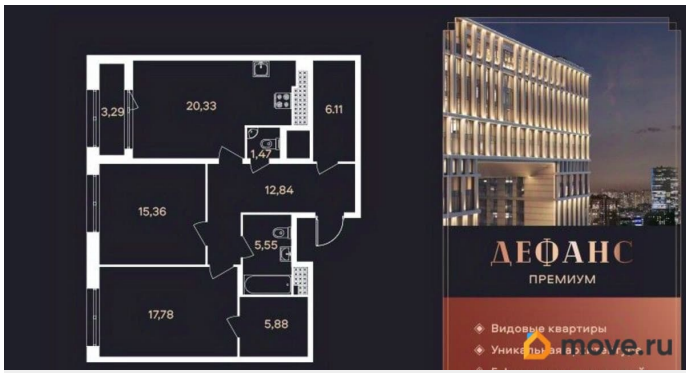 3,29
20,33
6.11
1,47
12,84
15,36
5,55
17,78
5,88
ДЕФАНС
ПРЕМИУМ
Видовые квартиры
Уникальная
move.ru